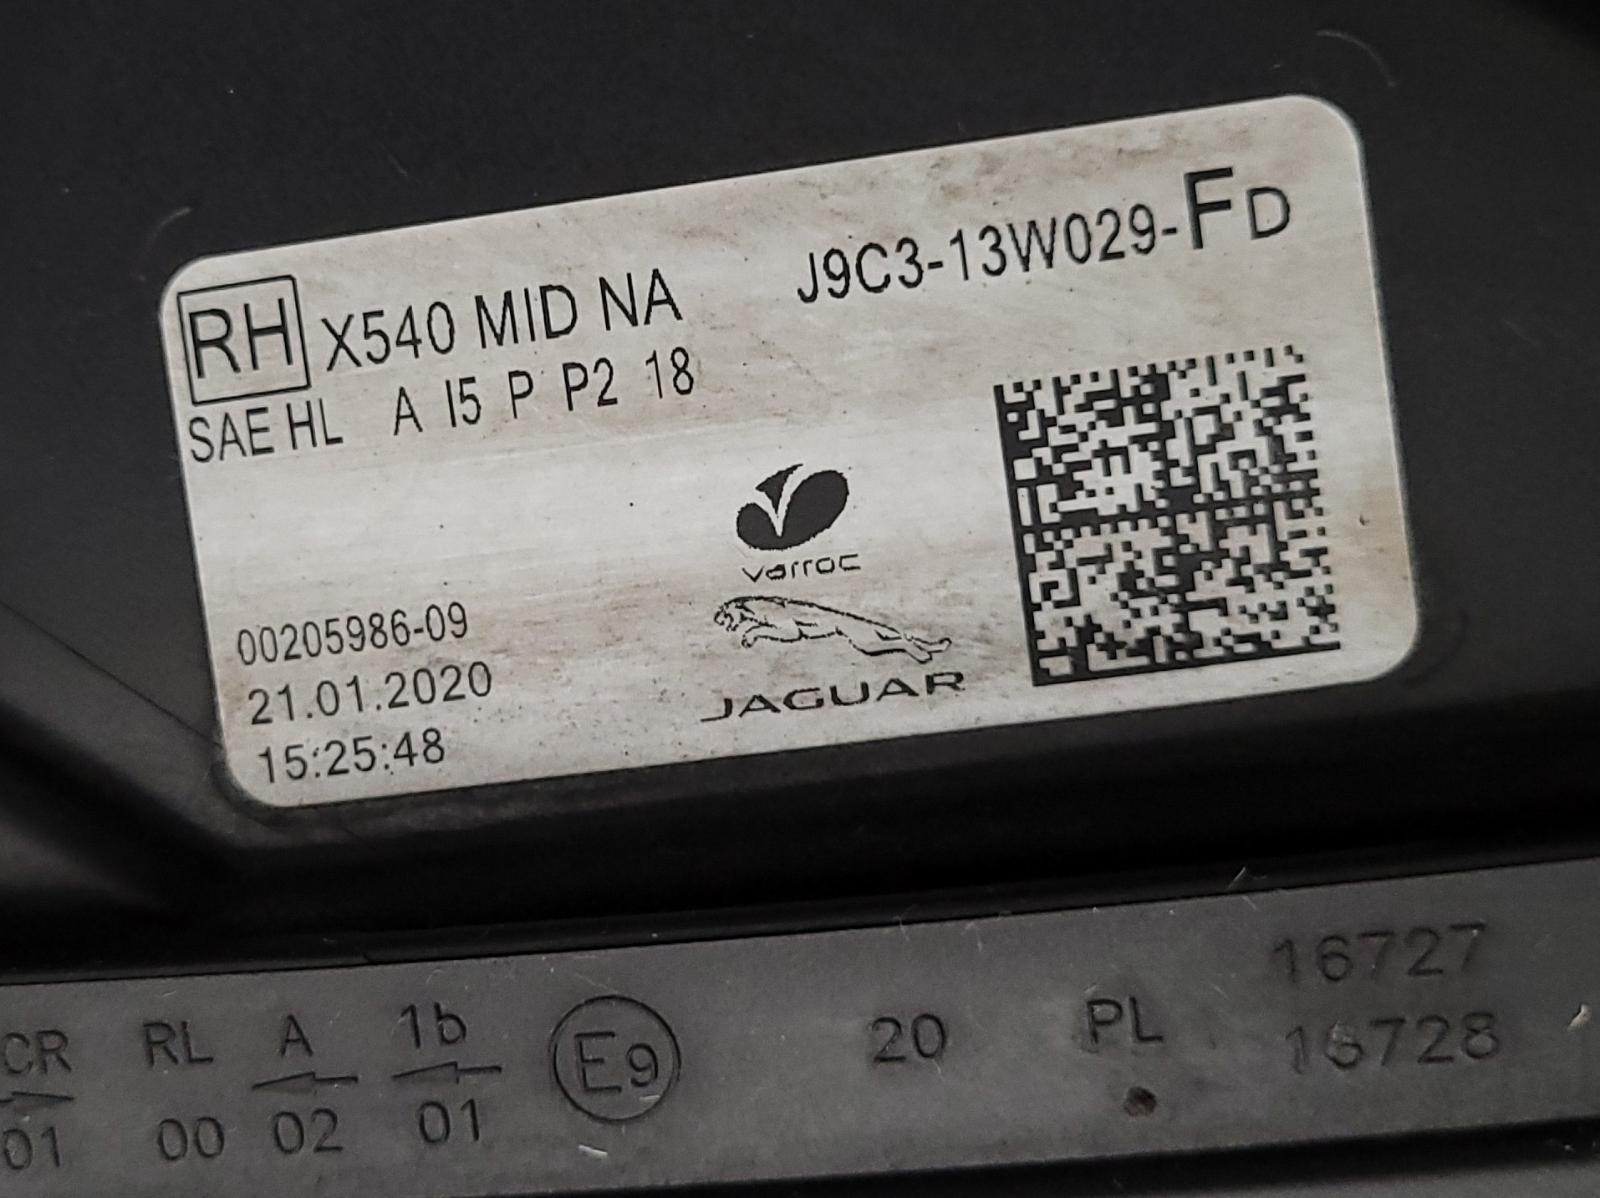 RH X540 MID NA J9C3-13W029-FD
SAE HL A I5 P P2 18
varroc
00205986-09
21.01.2020
15:25:48
JAGUAR
CR RL A 1b E9 20 PL 16727
01 00 02 01 16728